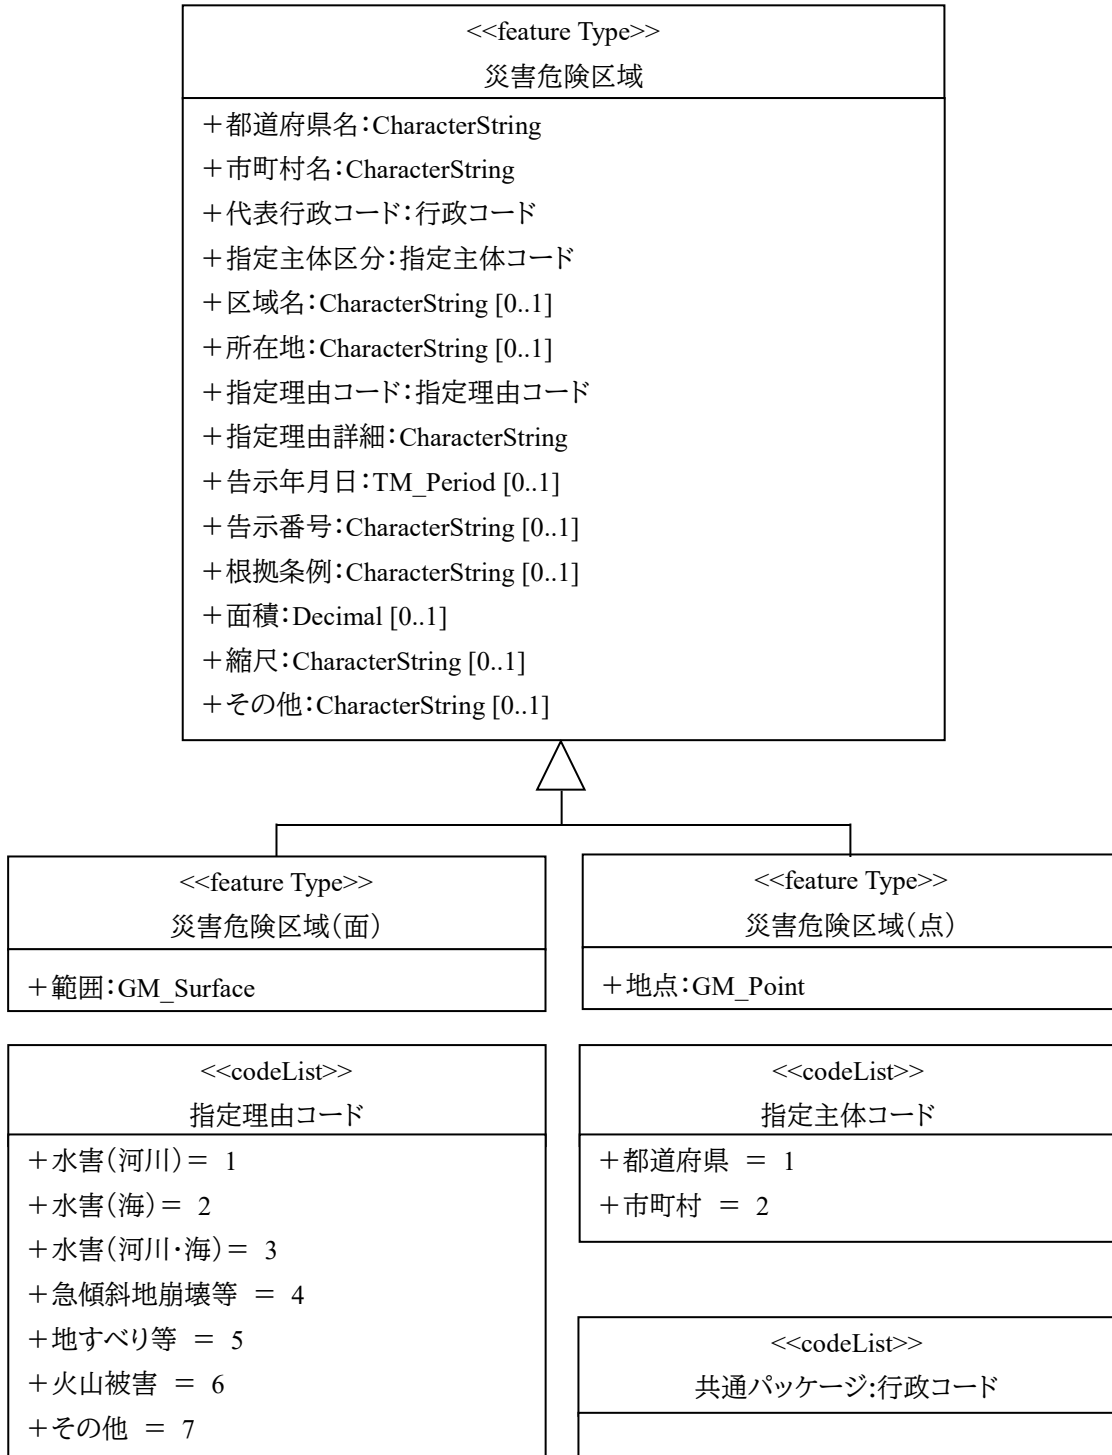 <<feature Type>>
災害危険区域
＋都道府県名：CharacterString
＋市町村名：CharacterString
＋代表行政コード：行政コード
＋指定主体区分：指定主体コード
＋区域名：CharacterString [0..1]
＋所在地：CharacterString [0..1]
＋指定理由コード：指定理由コード
＋指定理由詳細：CharacterString
＋告示年月日：TM_Period [0..1]
＋告示番号：CharacterString [0..1]
＋根拠条例：CharacterString [0..1]
＋面積：Decimal [0..1]
＋縮尺：CharacterString [0..1]
＋その他：CharacterString [0..1]
<<feature Type>>
災害危険区域（面）
＋範囲：GM_Surface
<<feature Type>>
災害危険区域（点）
＋地点：GM_Point
<<codeList>>
指定理由コード
＋水害（河川）＝ 1
＋水害（海）＝ 2
＋水害（河川・海）＝ 3
＋急傾斜地崩壊等 ＝ 4
＋地すべり等 ＝ 5
＋火山被害 ＝ 6
＋その他 ＝ 7
<<codeList>>
指定主体コード
＋都道府県 ＝ 1
＋市町村 ＝ 2
<<codeList>>
共通パッケージ:行政コード